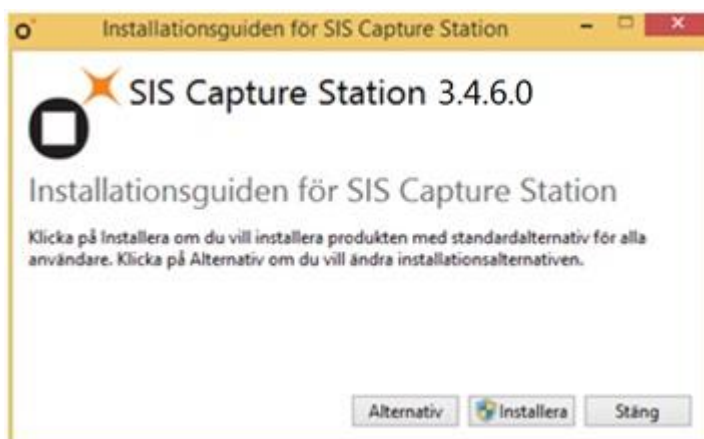 Installationsguiden för SIS Capture Station
SIS Capture Station 3.4.6.0
Installationsguiden för SIS Capture Station
Klicka på Installera om du vill installera produkten med standardalternativ för alla
användare. Klicka på Alternativ om du vill ändra installationsalternativen.
Alternativ
Installera
Stäng